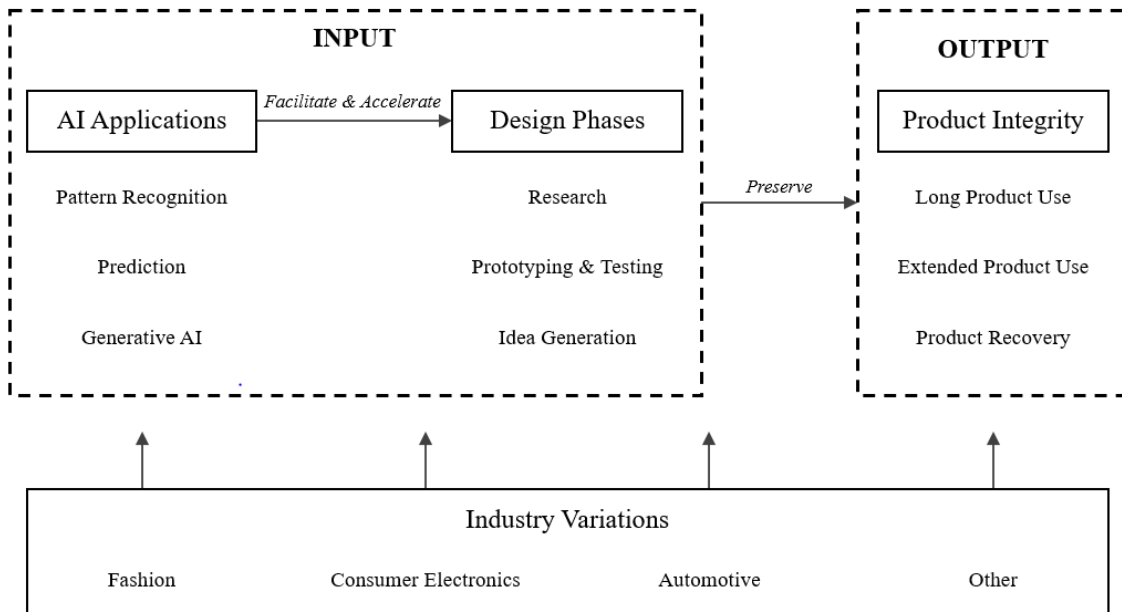 INPUT
OUTPUT
AI Applications
Facilitate & Accelerate
Design Phases
Product Integrity
Pattern Recognition
Research
Preserve
Long Product Use
Prediction
Prototyping & Testing
Extended Product Use
Generative AI
Idea Generation
Product Recovery
Industry Variations
Fashion
Consumer Electronics
Automotive
Other